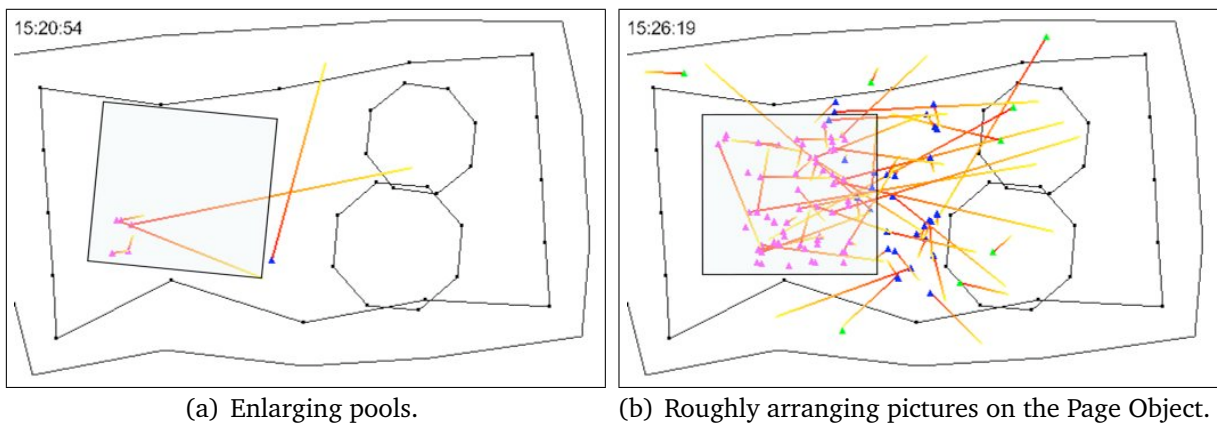 15:20:54
15:26:19
(a) Enlarging pools.
(b) Roughly arranging pictures on the Page Object.